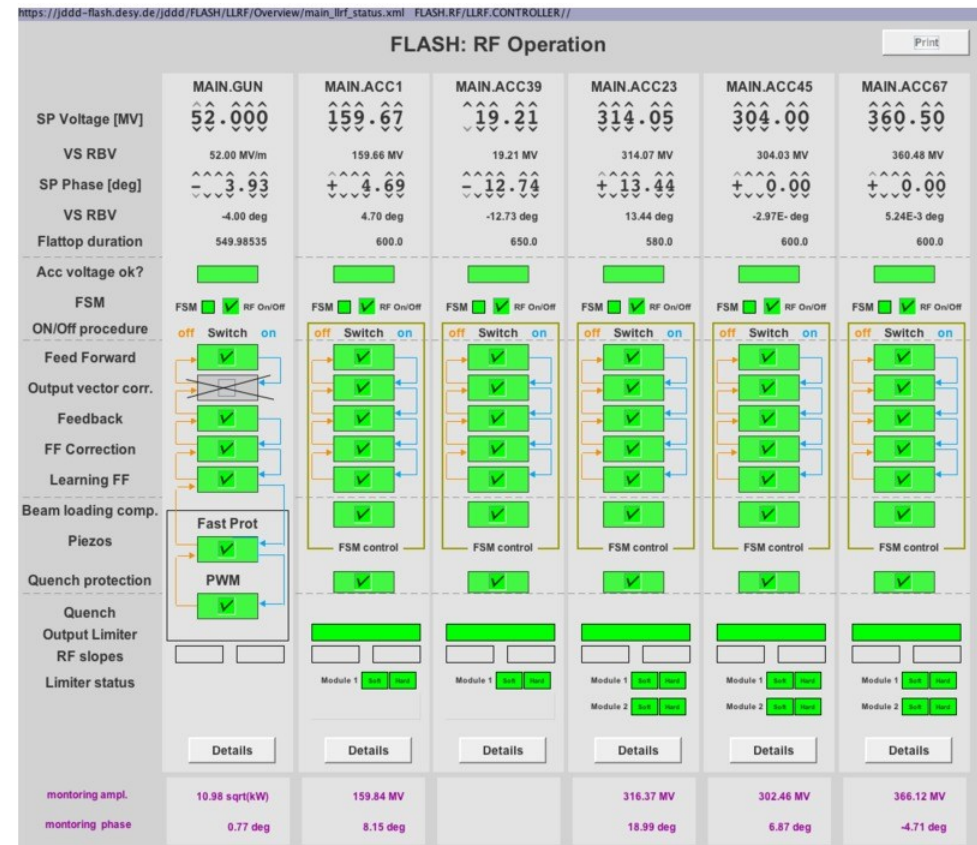 https://jddd-flash.desy.de/jddd/FLASH/LLRF/Overview/main_llrf_status.xml FLASH.RF/LLRF.CONTROLLER//
FLASH: RF Operation
Print
MAIN.GUN MAIN.ACC1 MAIN.ACC39 MAIN.ACC23 MAIN.ACC45 MAIN.ACC67
SP Voltage [MV] 52.000 159.67 19.21 314.05 304.00 360.50
VS RBV 52.00 MV/m 159.66 MV 19.21 MV 314.07 MV 304.03 MV 360.48 MV
SP Phase [deg] - 3.93 + 4.69 - 12.74 + 13.44 + 0.00 + 0.00
VS RBV -4.00 deg 4.70 deg -12.73 deg 13.44 deg -2.97E- deg 5.24E-3 deg
Flattop duration 549.98535 600.0 650.0 580.0 600.0 600.0
Acc voltage ok?
FSM FSM RF On/Off FSM RF On/Off FSM RF On/Off FSM RF On/Off FSM RF On/Off FSM RF On/Off
ON/Off procedure off Switch on off Switch on off Switch on off Switch on off Switch on off Switch on
Feed Forward
Output vector corr.
Feedback
FF Correction
Learning FF
Beam loading comp.
Fast Prot
Piezos FSM control FSM control FSM control FSM control FSM control
Quench protection PWM
Quench
Output Limiter
RF slopes
Limiter status Module 1 Soft Hard Module 1 Soft Hard Module 1 Soft Hard Module 1 Soft Hard Module 1 Soft Hard
Module 2 Soft Hard Module 2 Soft Hard Module 2 Soft Hard
Details Details Details Details Details Details
montoring ampl. 10.98 sqrt(kW) 159.84 MV 316.37 MV 302.46 MV 366.12 MV
montoring phase 0.77 deg 8.15 deg 18.99 deg 6.87 deg -4.71 deg